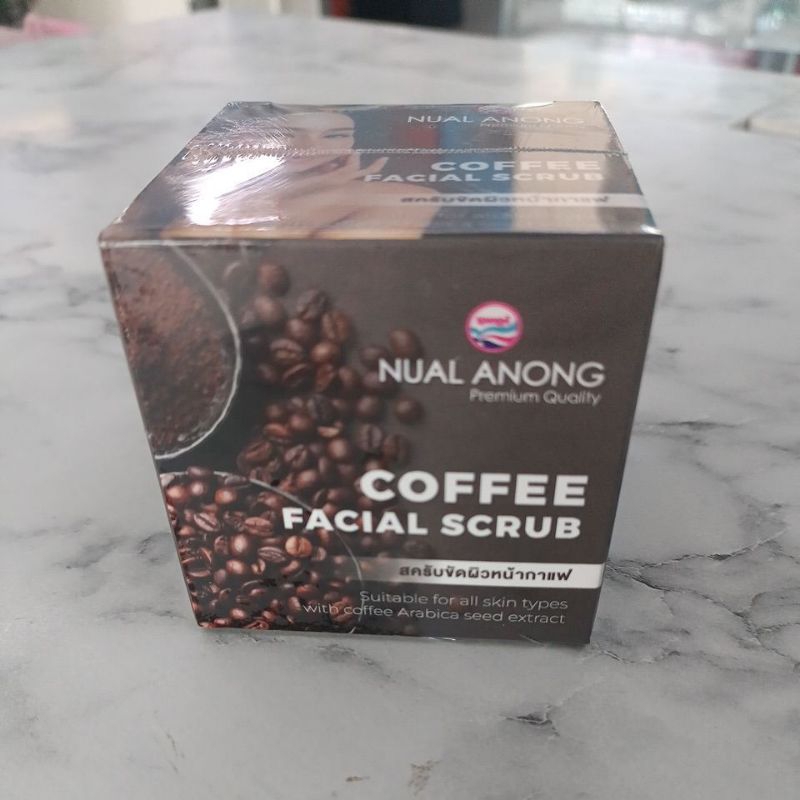 NUAL ANONG
COFFEE
FACIAL SCRUB
สครับขัดผิวหน้ากาแฟ
NUAL ANONG
Premium Quality
COFFEE
FACIAL SCRUB
สครับขัดผิวหน้ากาแฟ
Suitable for all skin types
with coffee Arabica seed extract